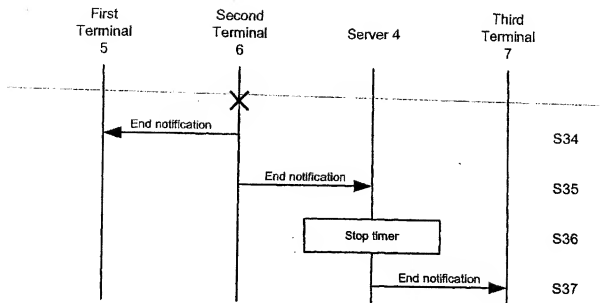 First
Terminal
5
Second
Terminal
6
Server 4
Third
Terminal
7
End notification
S34
End notification
S35
Stop timer
S36
End notification
S37